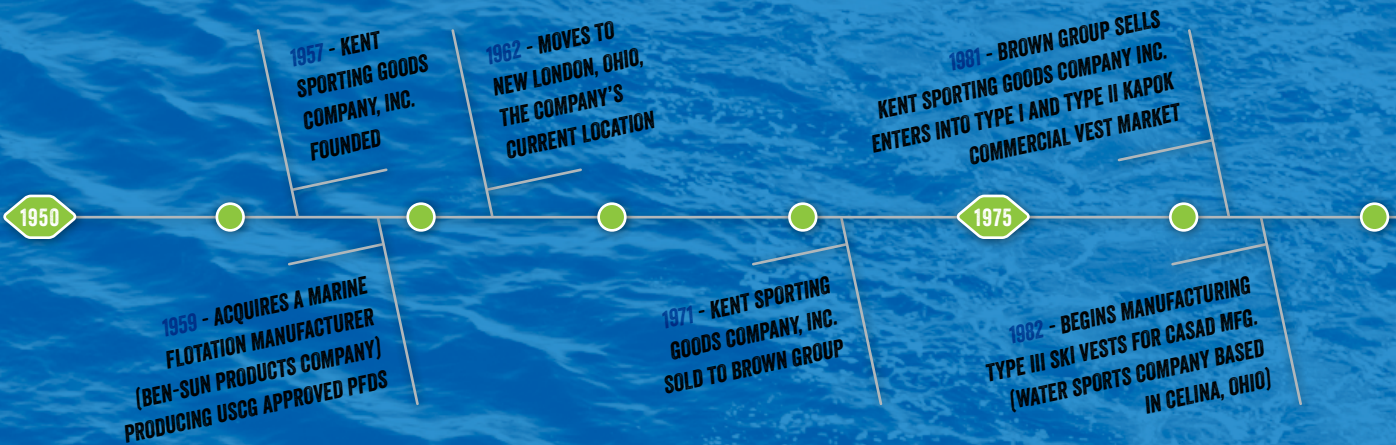 1957 - KENT
SPORTING GOODS
COMPANY, INC.
FOUNDED
1962 - MOVES TO
NEW LONDON, OHIO,
THE COMPANY'S
CURRENT LOCATION
1981 - BROWN GROUP SELLS
KENT SPORTING GOODS COMPANY INC.
ENTERS INTO TYPE I AND TYPE II KAPOK
COMMERCIAL VEST MARKET
1950
1975
1959 - ACQUIRES A MARINE
FLOTATION MANUFACTURER
(BEN-SUN PRODUCTS COMPANY)
PRODUCING USCG APPROVED PFDS
1971 - KENT SPORTING
GOODS COMPANY, INC.
SOLD TO BROWN GROUP
1982 - BEGINS MANUFACTURING
TYPE III SKI VESTS FOR CASAD MFG.
(WATER SPORTS COMPANY BASED
IN CELINA, OHIO)